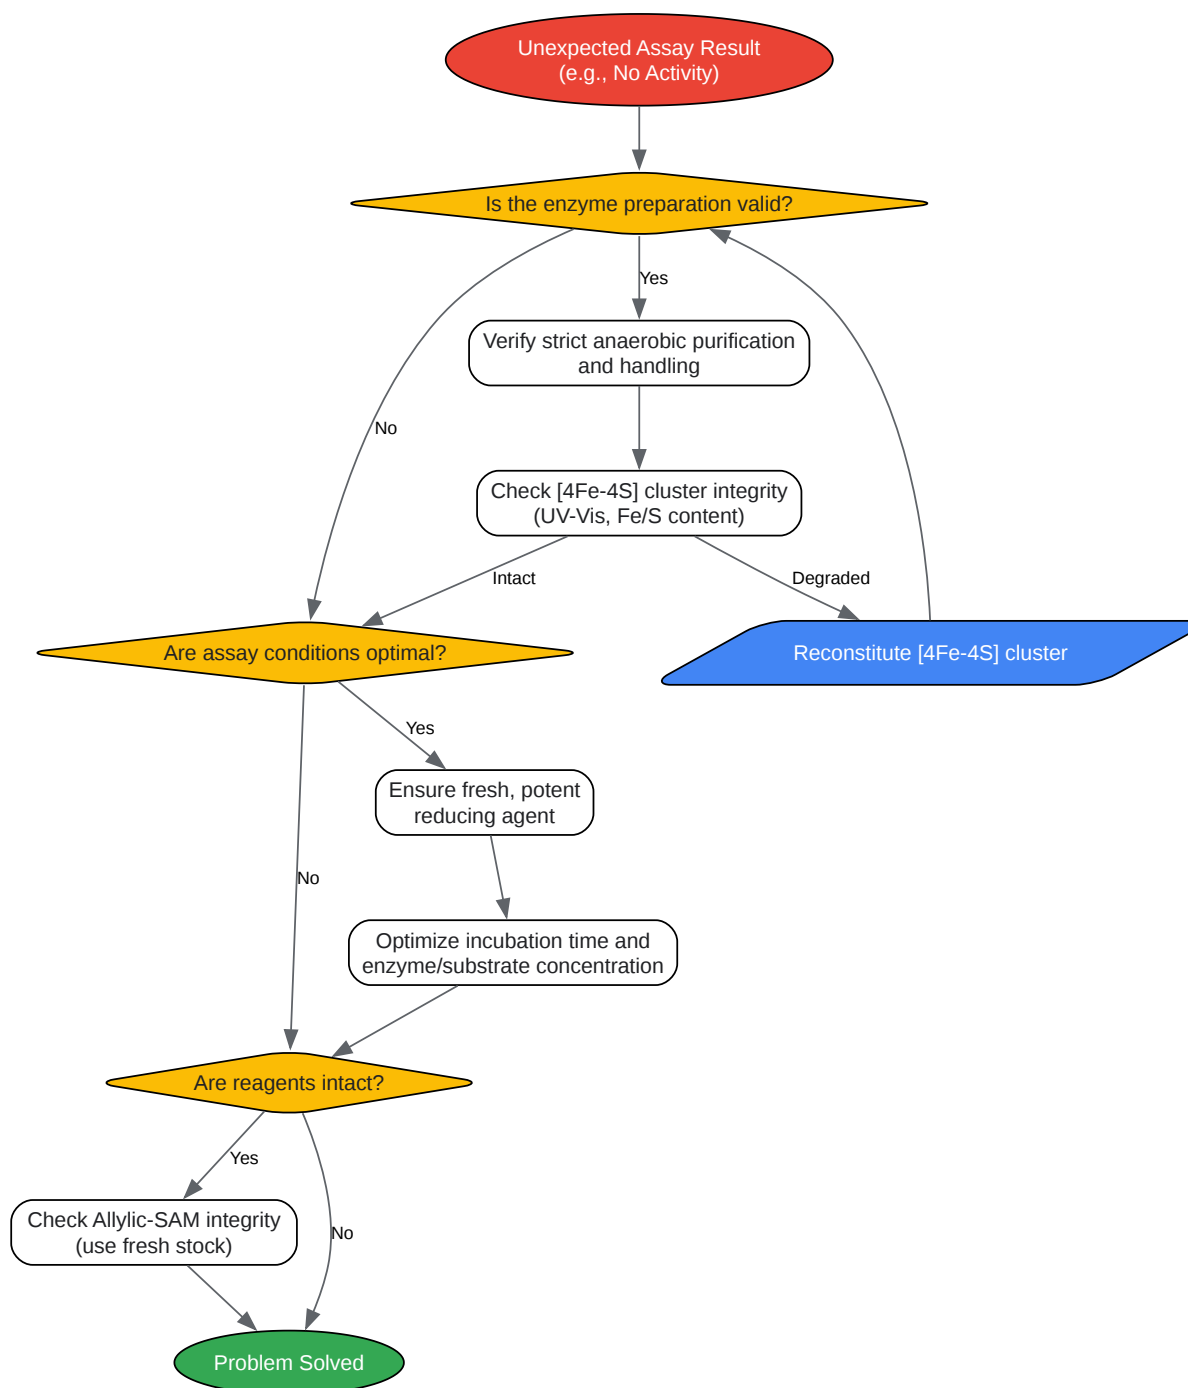 Unexpected Assay Result
(e.g., No Activity)
Is the enzyme preparation valid?
Yes
Verify strict anaerobic purification
and handling
No
Check [4Fe-4S] cluster integrity
(UV-Vis, Fe/S content)
Intact
Degraded
Are assay conditions optimal?
Reconstitute [4Fe-4S] cluster
Yes
Ensure fresh, potent
reducing agent
No
Optimize incubation time and
enzyme/substrate concentration
Are reagents intact?
Yes
Check Allylic-SAM integrity
(use fresh stock)
No
Problem Solved